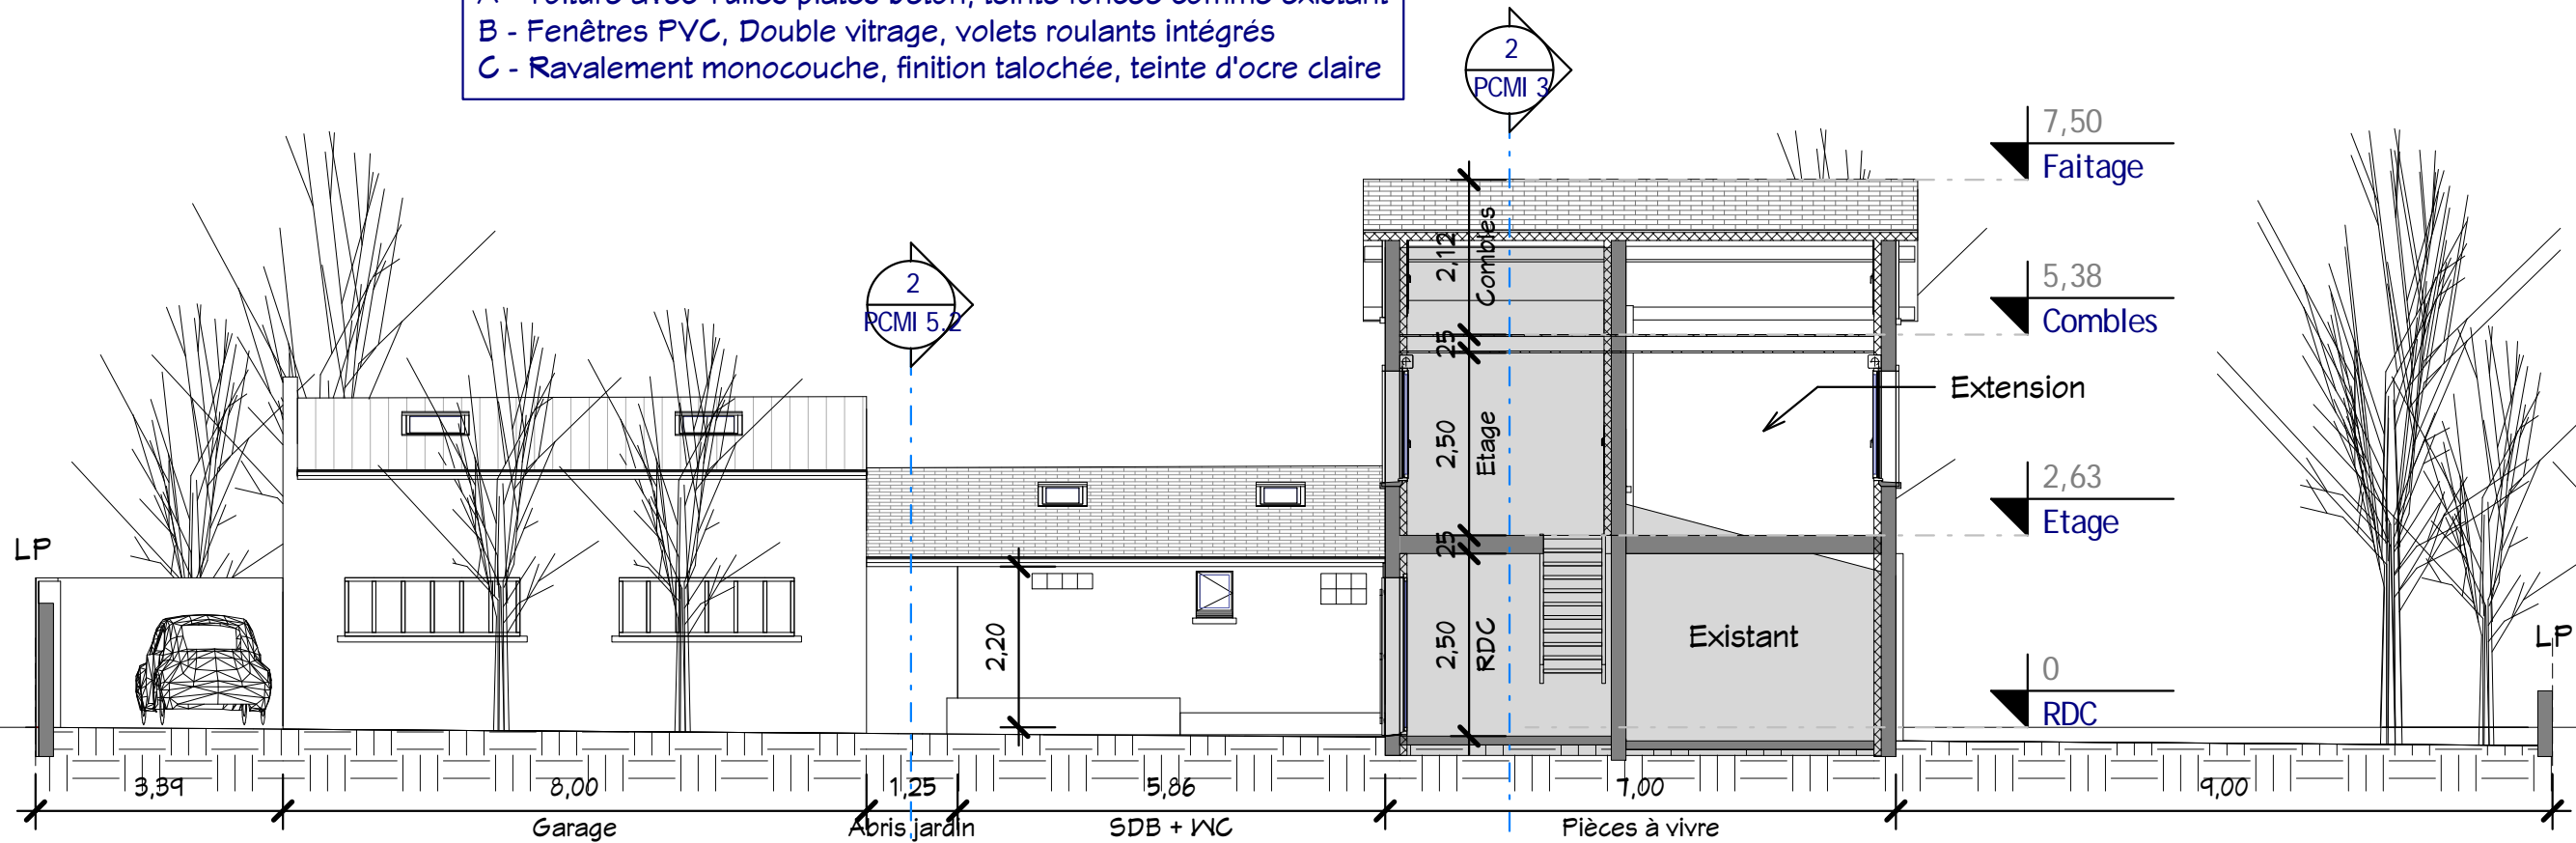 B - Fenêtres PVC, Double vitrage, volets roulants intégrés
C - Ravalement monocouche, finition talochée, teinte d'ocre claire
2
PCMI 3
7,50
Faitage
2
PCMI 5.2
2,12
Combles
5,38
Combles
25
Extension
2,50
Etage
2,63
Etage
25
LP
2,20
2,50
RDC
Existant
LP
0
RDC
3,39
8,00
1,25
5,86
7,00
9,00
Garage
Abris jardin
SDB + WC
Pièces à vivre